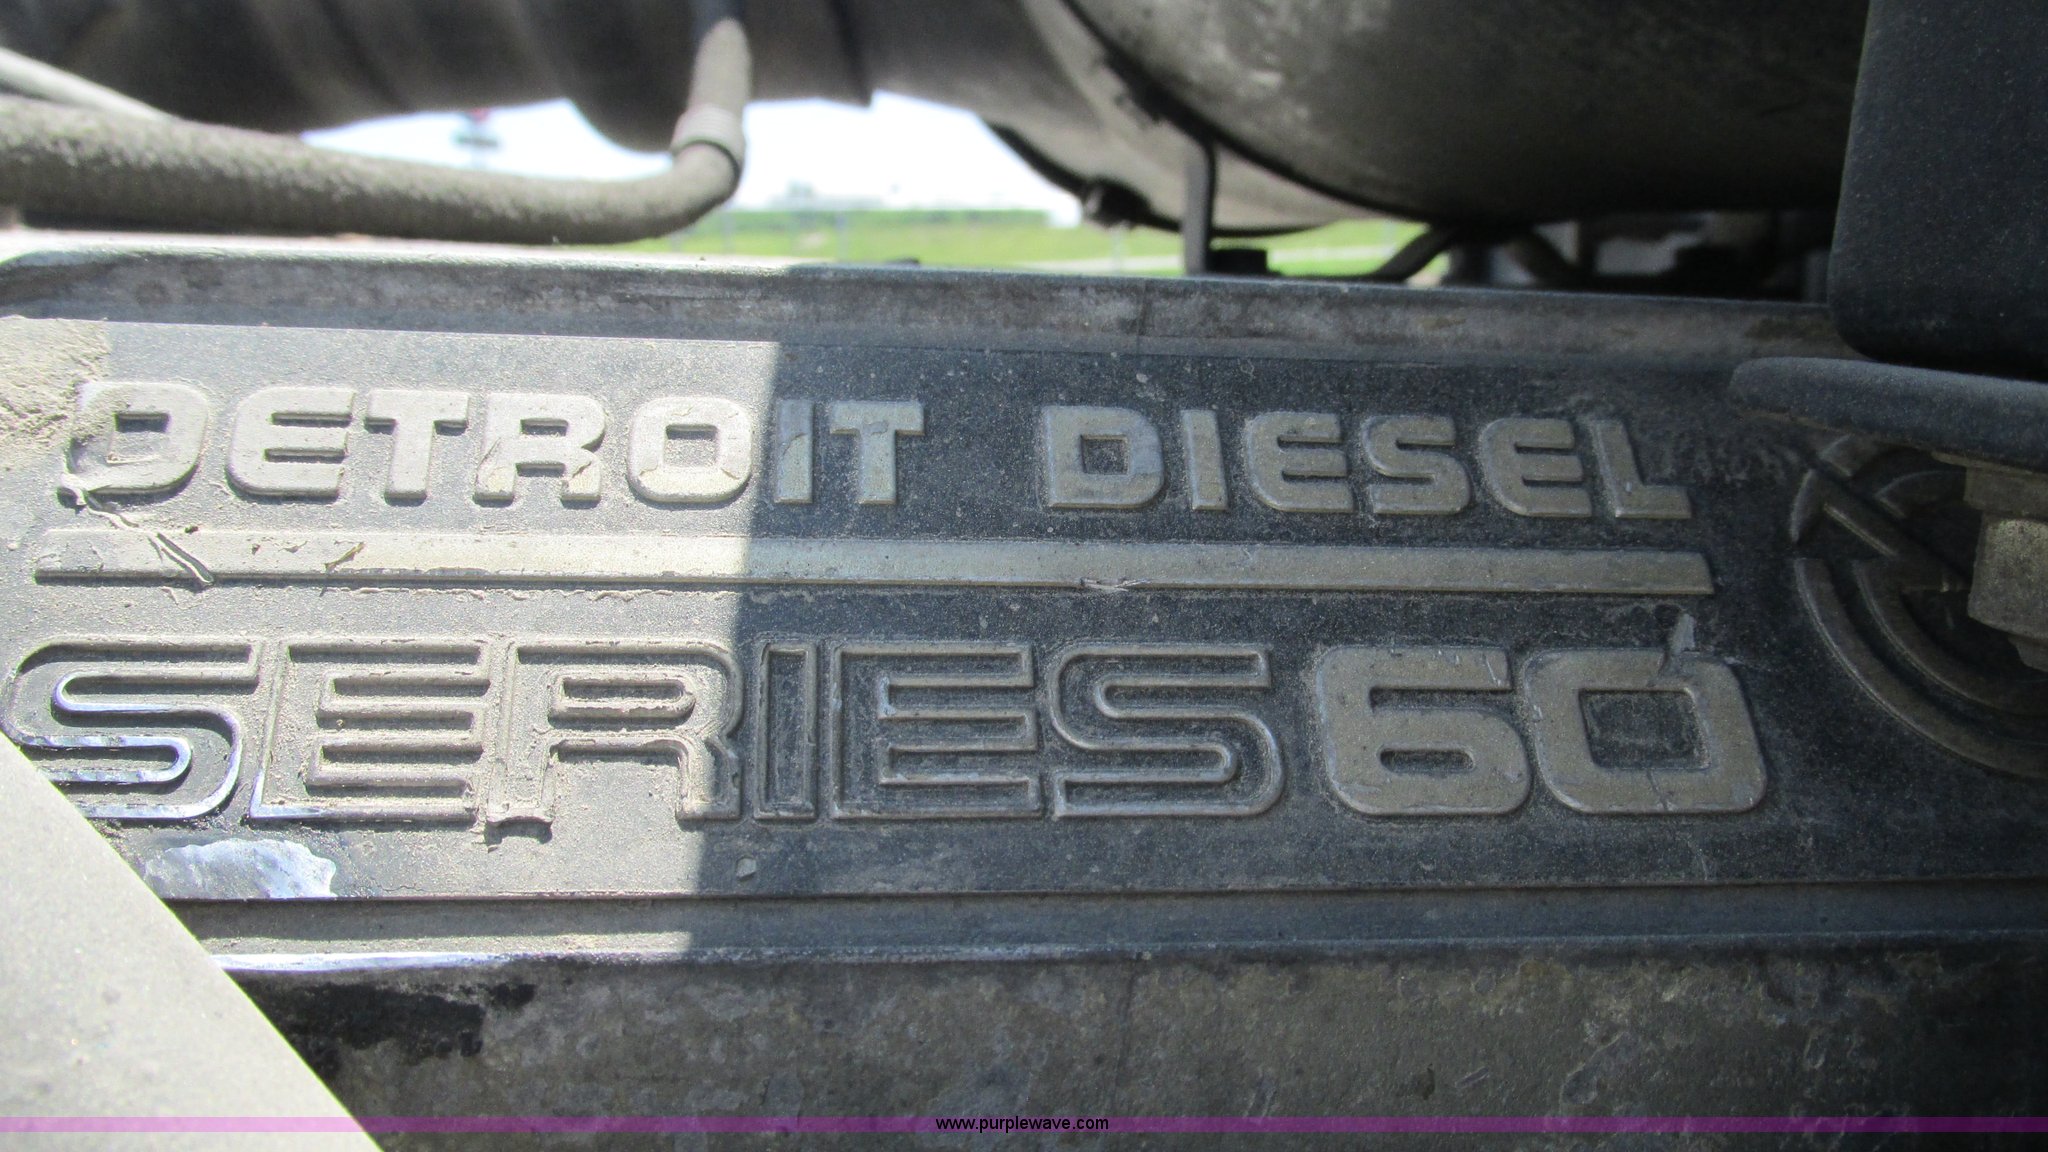 DETROIT DIESEL
SERIES 60
www.purplewave.com